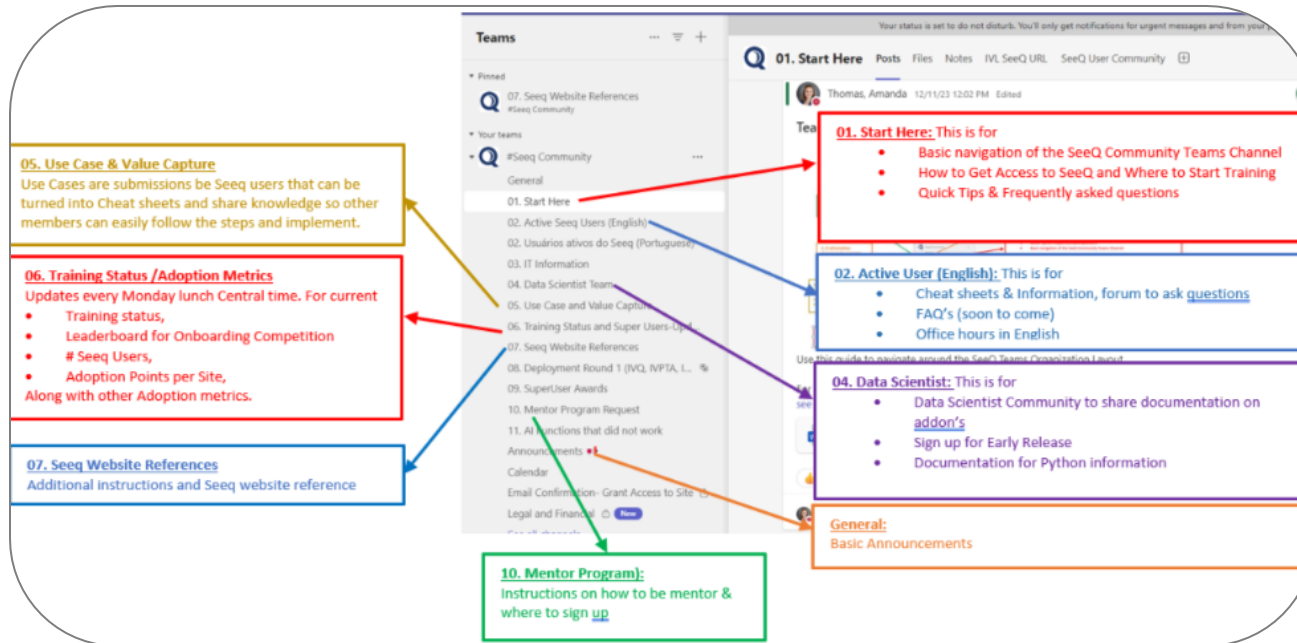 Your status is set to do not disturb. You'll only get notifications for urgent messages and from your
Teams
Pinned
07. Seeq Website References
#Seeq Community
Your teams
#Seeq Community
General
01. Start Here
02. Active Seeq Users (English)
02. Usuários ativos do Seeq (Portuguese)
03. IT Information
04. Data Scientist Team
05. Use Case and Value Capture
06. Training Status and Super Users-Upd...
07. Seeq Website References
08. Deployment Round 1 (IVQ, IVPTA, I...
09. SuperUser Awards
10. Mentor Program Request
11. AI Functions that did not work
Announcements
Calendar
Email Confirmation- Grant Access to Site
Legal and Financial New
See all channels
01. Start Here Posts Files Notes IVL SeeQ URL SeeQ User Community
Thomas, Amanda 12/11/23 12:02 PM Edited
Use this guide to navigate around the SeeQ Teams Organization Layout
05. Use Case & Value Capture
Use Cases are submissions be Seeq users that can be
turned into Cheat sheets and share knowledge so other
members can easily follow the steps and implement.
06. Training Status /Adoption Metrics
Updates every Monday lunch Central time. For current
• Training status,
• Leaderboard for Onboarding Competition
• # Seeq Users,
• Adoption Points per Site,
Along with other Adoption metrics.
07. Seeq Website References
Additional instructions and Seeq website reference
01. Start Here: This is for
• Basic navigation of the SeeQ Community Teams Channel
• How to Get Access to SeeQ and Where to Start Training
• Quick Tips & Frequently asked questions
02. Active User (English): This is for
• Cheat sheets & Information, forum to ask questions
• FAQ's (soon to come)
• Office hours in English
04. Data Scientist: This is for
• Data Scientist Community to share documentation on
addon's
• Sign up for Early Release
• Documentation for Python information
General:
Basic Announcements
10. Mentor Program):
Instructions on how to be mentor &
where to sign up